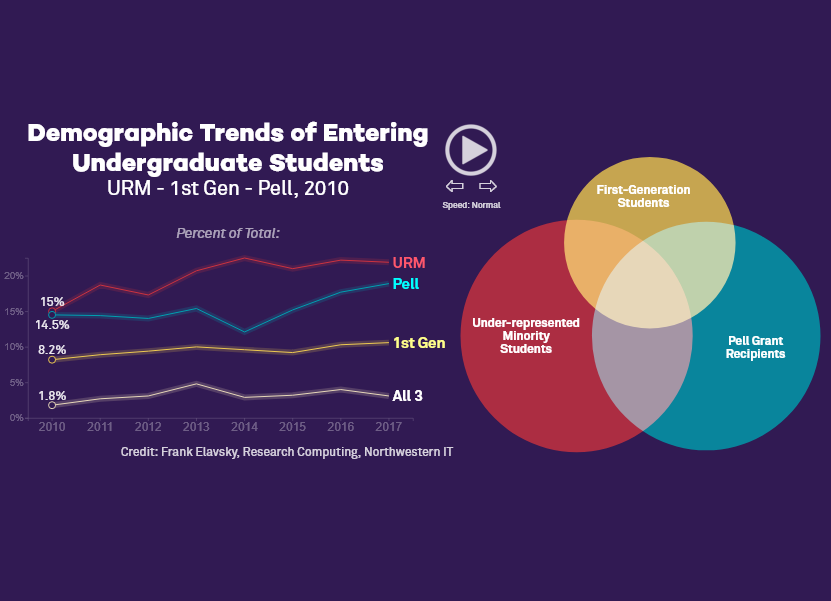 Demographic Trends of Entering
Undergraduate Students
URM - 1st Gen - Pell, 2010
Speed: Normal
Percent of Total:
20%
15%
10%
5%
0%
15%
14.5%
8.2%
1.8%
URM
Pell
1st Gen
All 3
2010 2011 2012 2013 2014 2015 2016 2017
Credit: Frank Elavsky, Research Computing, Northwestern IT
First-Generation
Students
Under-represented
Minority
Students
Pell Grant
Recipients